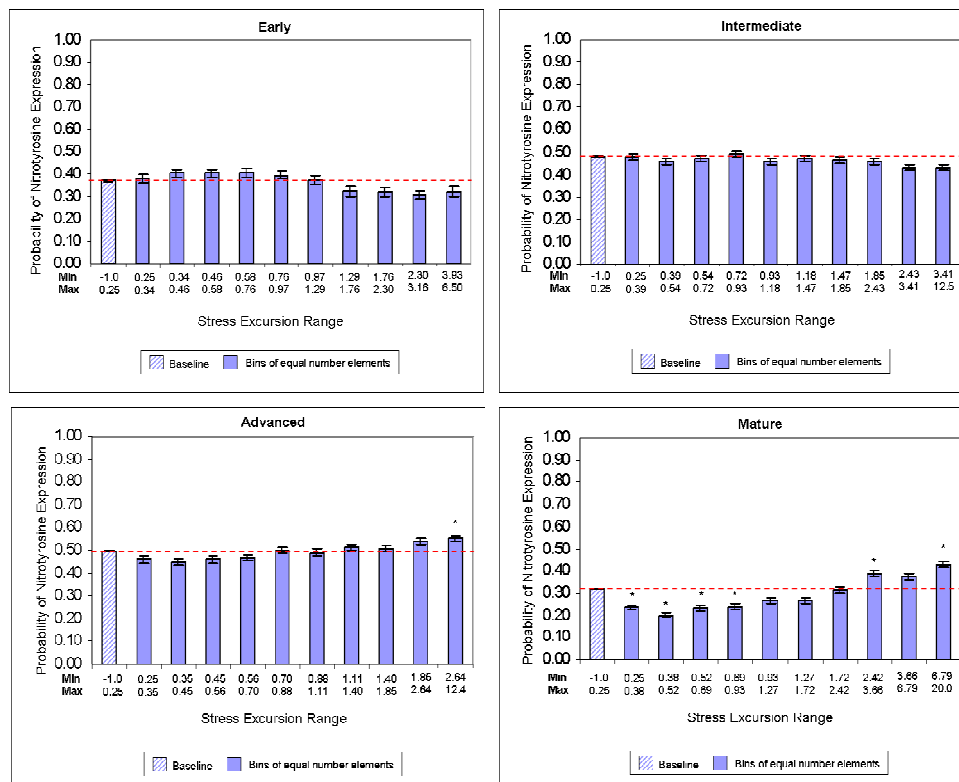 Early
Probability of Nitrotyrosine Expression
1.00
0.90
0.80
0.70
0.60
0.50
0.40
0.30
0.20
0.10
0.00
Min -1.0 0.25 0.34 0.46 0.58 0.76 0.97 1.29 1.76 2.30 3.83
Max 0.25 0.34 0.46 0.58 0.76 0.97 1.29 1.76 2.30 3.16 6.50
Stress Excursion Range
Baseline Bins of equal number elements
Intermediate
Probability of Nitrotyrosine Expression
1.00
0.90
0.80
0.70
0.60
0.50
0.40
0.30
0.20
0.10
0.00
Min -1.0 0.25 0.39 0.54 0.72 0.93 1.18 1.47 1.85 2.43 3.41
Max 0.25 0.39 0.54 0.72 0.93 1.18 1.47 1.85 2.43 3.41 12.5
Stress Excursion Range
Baseline Bins of equal number elements
Advanced
Probability of Nitrotyrosine Expression
1.00
0.90
0.80
0.70
0.60
0.50
0.40
0.30
0.20
0.10
0.00
*
Min -1.0 0.25 0.35 0.45 0.56 0.70 0.88 1.11 1.40 1.86 2.64
Max 0.25 0.35 0.45 0.56 0.70 0.88 1.11 1.40 1.85 2.64 12.4
Stress Excursion Range
Baseline Bins of equal number elements
Mature
Probability of Nitrotyrosine Expression
1.00
0.90
0.80
0.70
0.60
0.50
0.40
0.30
0.20
0.10
0.00
* * * * * *
Min -1.0 0.25 0.38 0.52 0.69 0.93 1.27 1.72 2.42 3.66 6.79
Max 0.25 0.38 0.52 0.69 0.93 1.27 1.72 2.42 3.66 6.79 20.0
Stress Excursion Range
Baseline Bins of equal number elements